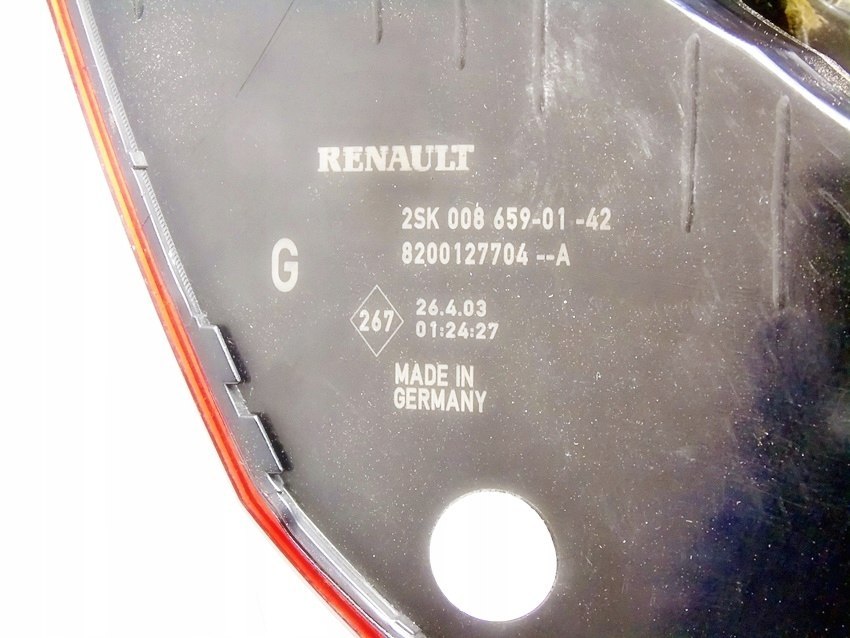 RENAULT
2SK 008 659-01 -42
8200127704 --A
G
267
26.4.03
01:24:27
MADE IN
GERMANY